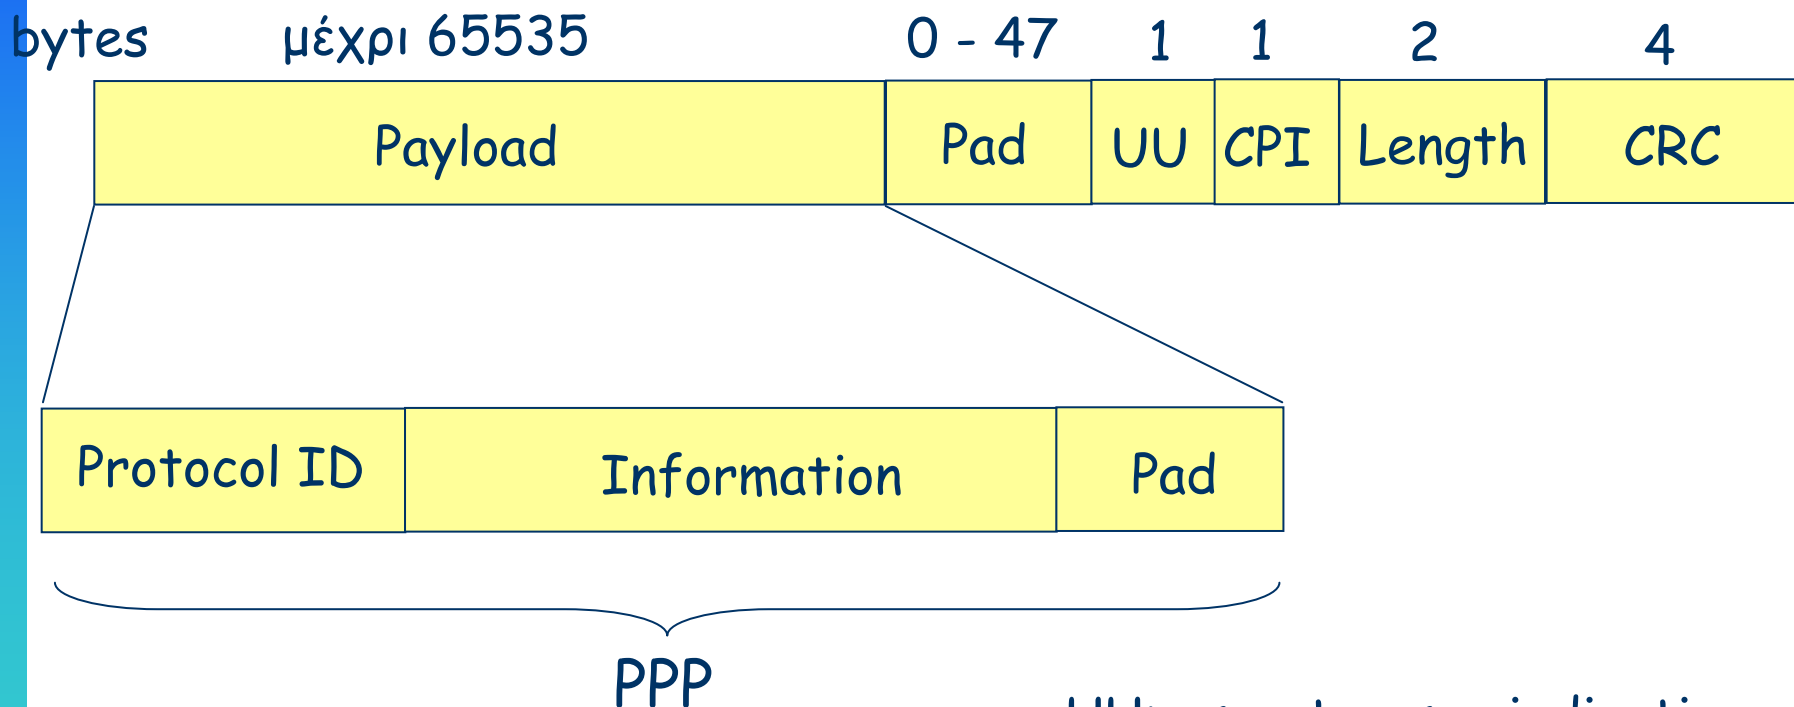 bytes μέχρι 65535 0 - 47 1 1 2 4
Payload Pad UU CPI Length CRC
Protocol ID Information Pad
PPP